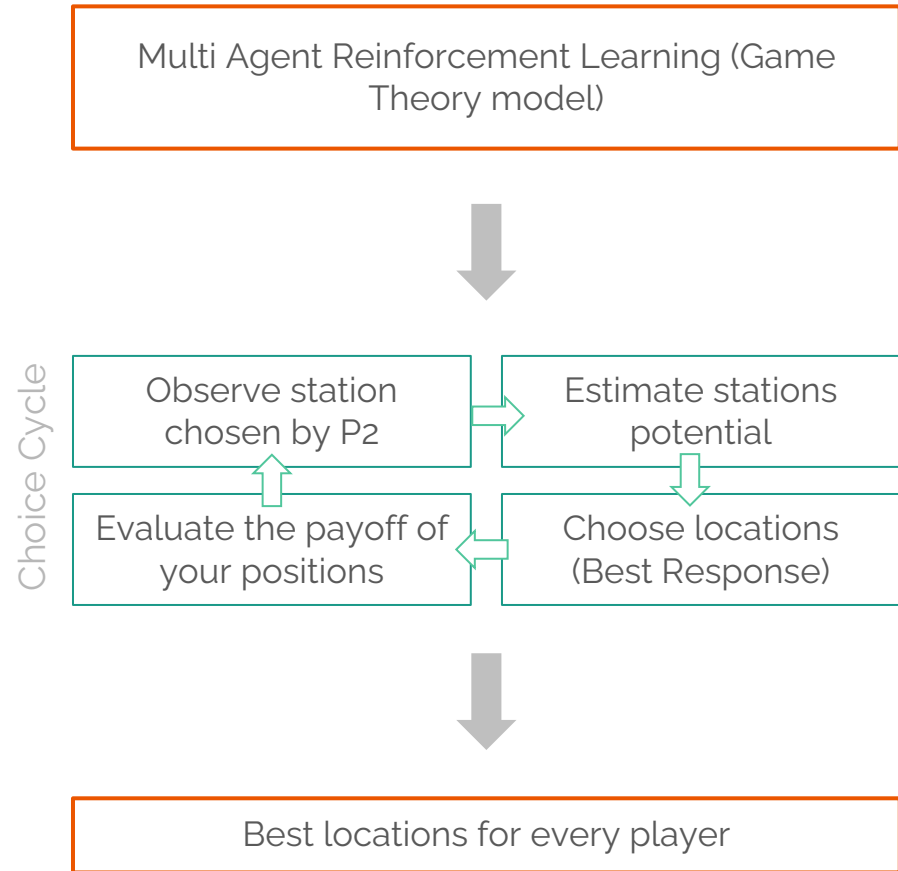 Multi Agent Reinforcement Learning (Game
Theory model)
Choice Cycle
Observe station
chosen by P2
Estimate stations
potential
Evaluate the payoff of
your positions
Choose locations
(Best Response)
Best locations for every player